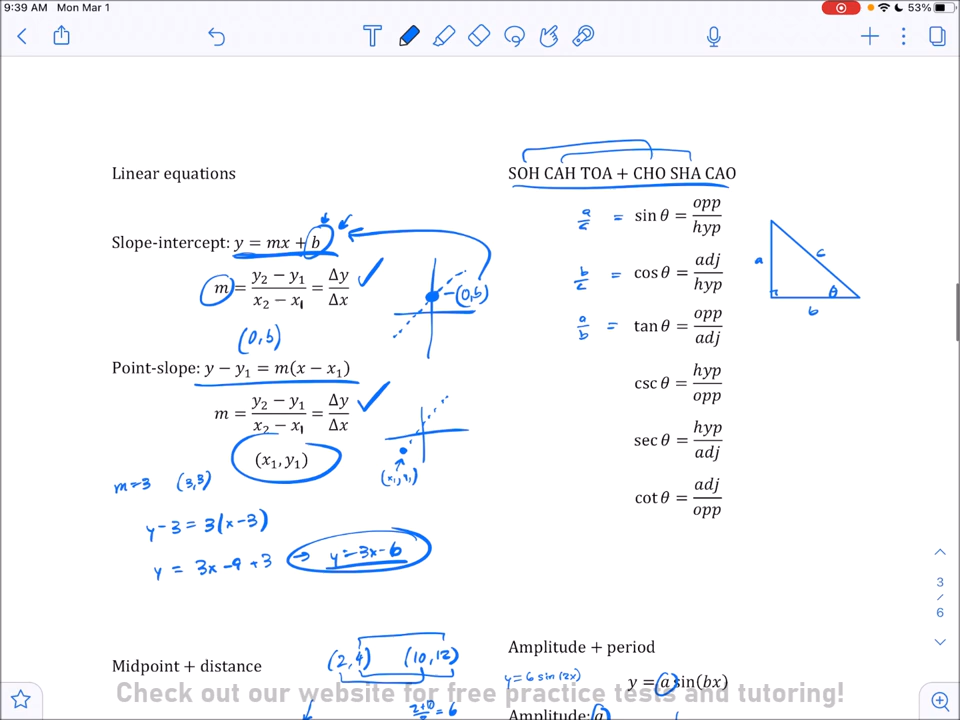 9:39 AM Mon Mar 1
53%
Linear equations
Slope-intercept: y = mx + b
m = y₂ − y₁ / x₂ − x₁ = Δy / Δx
(0,b)
(0,b)
Point-slope: y − y₁ = m(x − x₁)
m = y₂ − y₁ / x₂ − x₁ = Δy / Δx
(x₁, y₁)
(x₁, y₁)
m=3 (3,3)
y-3 = 3(x-3)
y = 3x-9+3 → y=3x-6
SOH CAH TOA + CHO SHA CAO
a/c = sin θ = opp / hyp
b/c = cos θ = adj / hyp
a/b = tan θ = opp / adj
csc θ = hyp / opp
sec θ = hyp / adj
cot θ = adj / opp
a
c
θ
b
3
/
6
Midpoint + distance
(2,4) (10,12)
= 6
Amplitude + period
y=6 sin(2x)
y = a sin(bx)
Amplitude: a
Check out our website for free practice tests and tutoring!